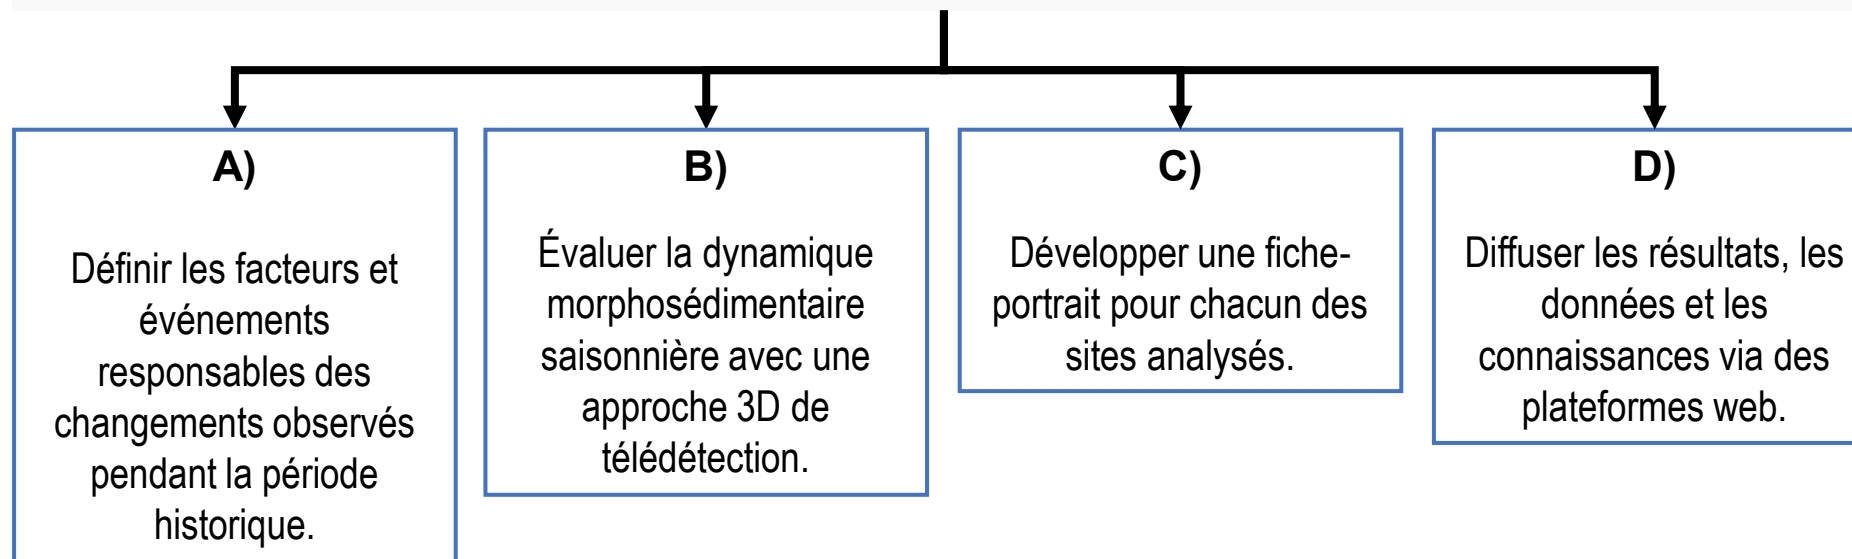 A)
Définir les facteurs et
événements
responsables des
changements observés
pendant la période
historique.
B)
Évaluer la dynamique
morphosédimentaire
saisonnière avec une
approche 3D de
télédétection.
C)
Développer une fiche-
portrait pour chacun des
sites analysés.
D)
Diffuser les résultats, les
données et les
connaissances via des
plateformes web.